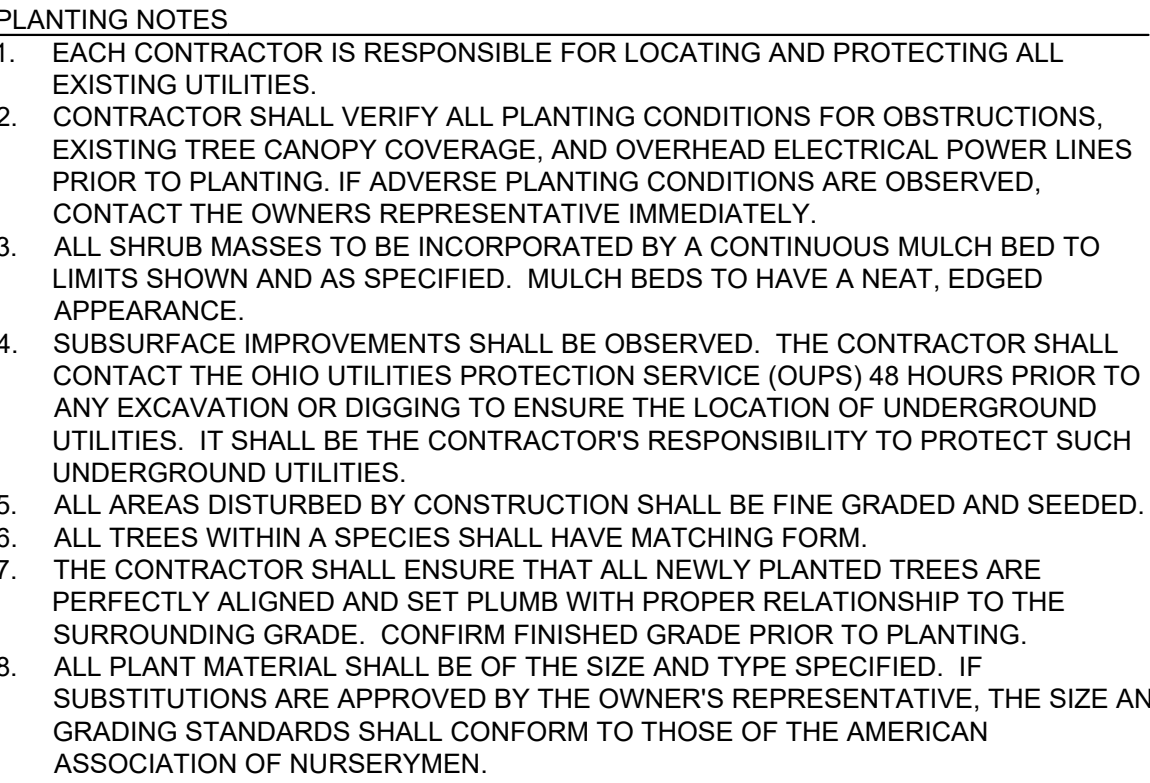 PLANTING NOTES
1. EACH CONTRACTOR IS RESPONSIBLE FOR LOCATING AND PROTECTING ALL
EXISTING UTILITIES.
2. CONTRACTOR SHALL VERIFY ALL PLANTING CONDITIONS FOR OBSTRUCTIONS,
EXISTING TREE CANOPY COVERAGE, AND OVERHEAD ELECTRICAL POWER LINES
PRIOR TO PLANTING. IF ADVERSE PLANTING CONDITIONS ARE OBSERVED,
CONTACT THE OWNERS REPRESENTATIVE IMMEDIATELY.
3. ALL SHRUB MASSES TO BE INCORPORATED BY A CONTINUOUS MULCH BED TO
LIMITS SHOWN AND AS SPECIFIED. MULCH BEDS TO HAVE A NEAT, EDGED
APPEARANCE.
4. SUBSURFACE IMPROVEMENTS SHALL BE OBSERVED. THE CONTRACTOR SHALL
CONTACT THE OHIO UTILITIES PROTECTION SERVICE (OUPS) 48 HOURS PRIOR TO
ANY EXCAVATION OR DIGGING TO ENSURE THE LOCATION OF UNDERGROUND
UTILITIES. IT SHALL BE THE CONTRACTOR'S RESPONSIBILITY TO PROTECT SUCH
UNDERGROUND UTILITIES.
5. ALL AREAS DISTURBED BY CONSTRUCTION SHALL BE FINE GRADED AND SEEDED.
6. ALL TREES WITHIN A SPECIES SHALL HAVE MATCHING FORM.
7. THE CONTRACTOR SHALL ENSURE THAT ALL NEWLY PLANTED TREES ARE
PERFECTLY ALIGNED AND SET PLUMB WITH PROPER RELATIONSHIP TO THE
SURROUNDING GRADE. CONFIRM FINISHED GRADE PRIOR TO PLANTING.
8. ALL PLANT MATERIAL SHALL BE OF THE SIZE AND TYPE SPECIFIED. IF
SUBSTITUTIONS ARE APPROVED BY THE OWNER'S REPRESENTATIVE, THE SIZE AN
GRADING STANDARDS SHALL CONFORM TO THOSE OF THE AMERICAN
ASSOCIATION OF NURSERYMEN.